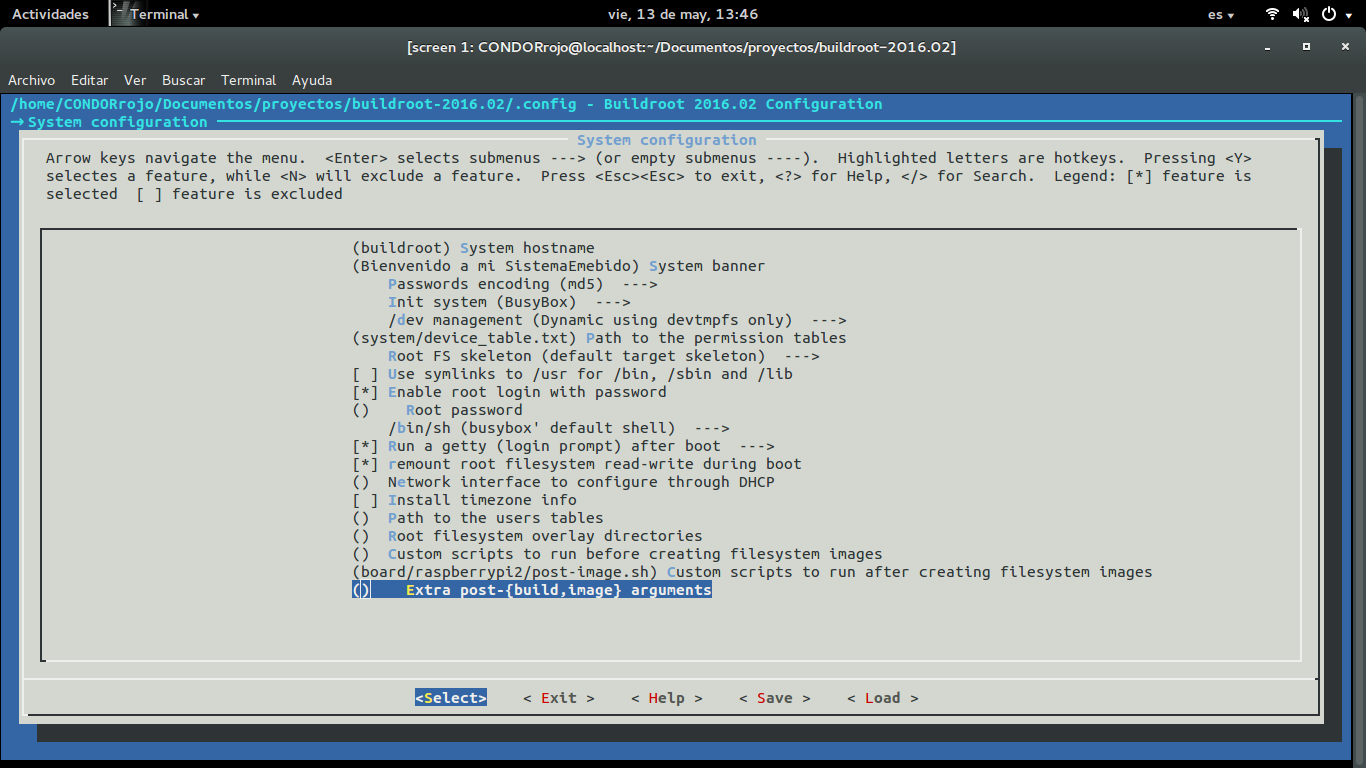 Actividades Terminal vie, 13 de may, 13:46 es
[screen 1: CONDORrojo@localhost:~/Documentos/proyectos/buildroot-2016.02]
Archivo Editar Ver Buscar Terminal Ayuda
/home/CONDORrojo/Documentos/proyectos/buildroot-2016.02/.config - Buildroot 2016.02 Configuration
→ System configuration
System configuration
Arrow keys navigate the menu.  <Enter> selects submenus ---> (or empty submenus ----).  Highlighted letters are hotkeys.  Pressing <Y>
selectes a feature, while <N> will exclude a feature.  Press <Esc><Esc> to exit, <?> for Help, </> for Search.  Legend: [*] feature is
selected  [ ] feature is excluded
(buildroot) System hostname
(Bienvenido a mi SistemaEmebido) System banner
Passwords encoding (md5)  --->
Init system (BusyBox)  --->
/dev management (Dynamic using devtmpfs only)  --->
(system/device_table.txt) Path to the permission tables
Root FS skeleton (default target skeleton)  --->
[ ] Use symlinks to /usr for /bin, /sbin and /lib
[*] Enable root login with password
()    Root password
/bin/sh (busybox' default shell)  --->
[*] Run a getty (login prompt) after boot  --->
[*] remount root filesystem read-write during boot
()  Network interface to configure through DHCP
[ ] Install timezone info
()  Path to the users tables
()  Root filesystem overlay directories
()  Custom scripts to run before creating filesystem images
(board/raspberrypi2/post-image.sh) Custom scripts to run after creating filesystem images
()    Extra post-{build,image} arguments
<Select>    < Exit >    < Help >    < Save >    < Load >